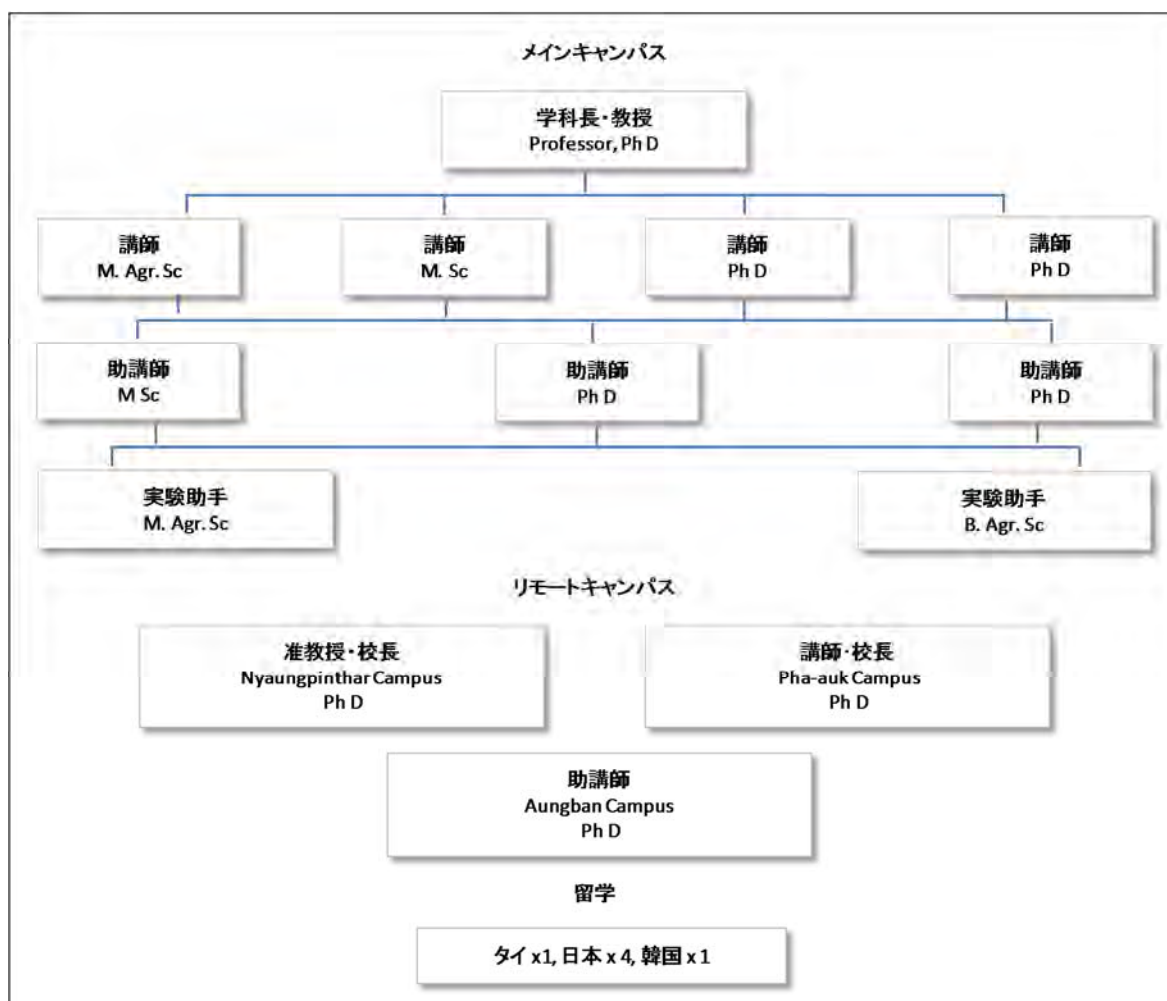 メインキャンパス
学科長・教授
Professor, Ph D
講師
M. Agr. Sc
講師
M. Sc
講師
Ph D
講師
Ph D
助講師
M Sc
助講師
Ph D
助講師
Ph D
実験助手
M. Agr. Sc
実験助手
B. Agr. Sc
リモートキャンパス
准教授・校長
Nyaungpinthar Campus
Ph D
講師・校長
Pha-auk Campus
Ph D
助講師
Aungban Campus
Ph D
留学
タイ x1, 日本 x 4, 韓国 x 1